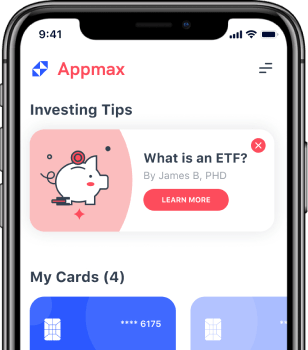 9:41
Appmax
Investing Tips
What is an ETF?
By James B, PHD
LEARN MORE
My Cards (4)
**** 6175